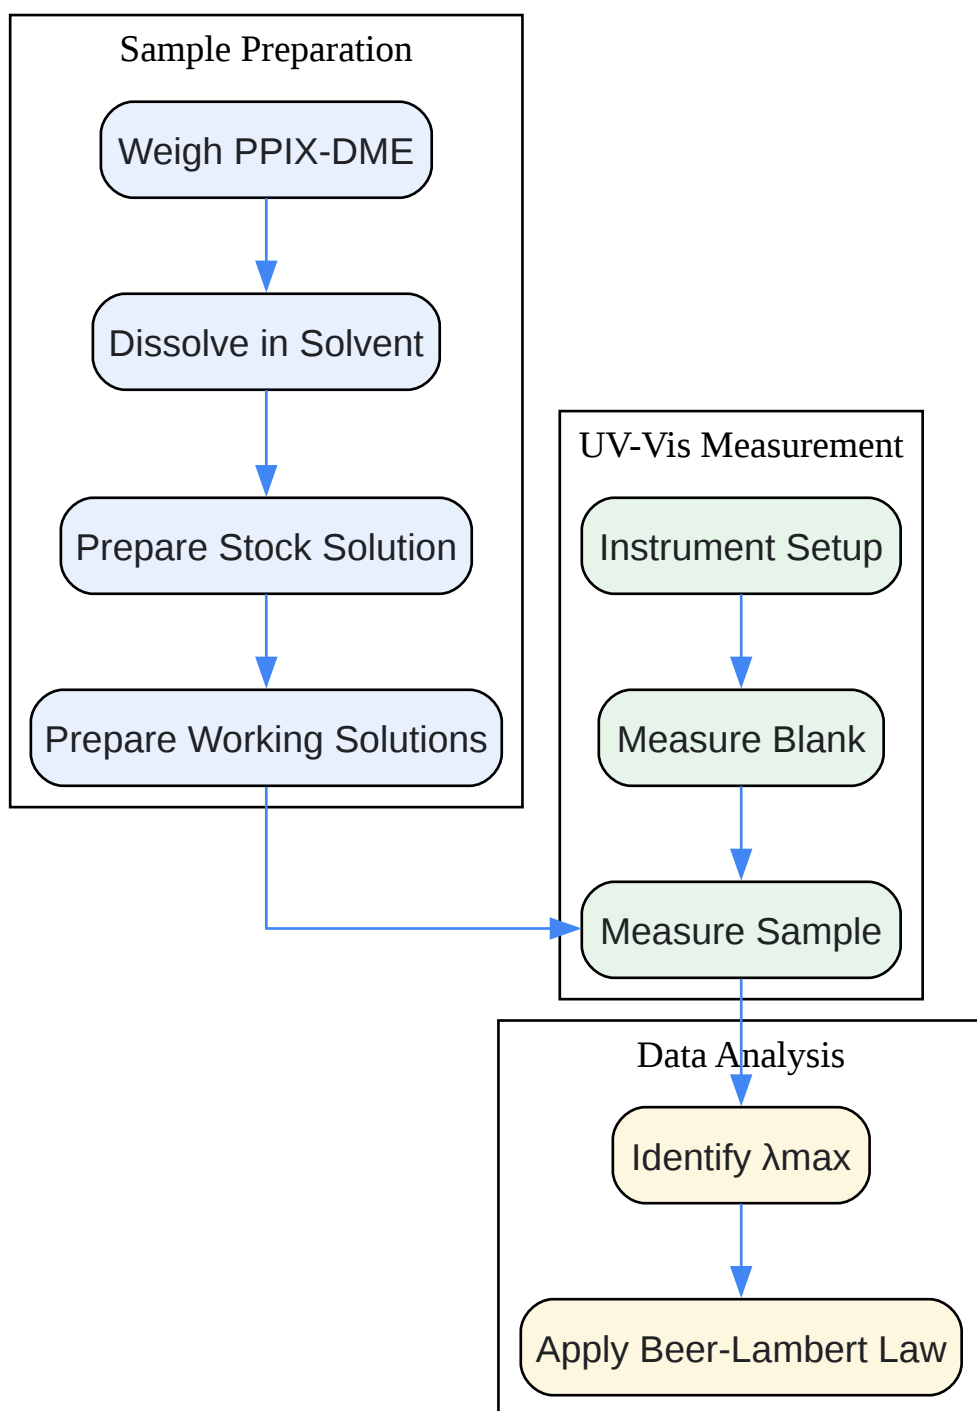 Sample Preparation
Weigh PPIX-DME
Dissolve in Solvent
Prepare Stock Solution
Prepare Working Solutions
UV-Vis Measurement
Instrument Setup
Measure Blank
Measure Sample
Data Analysis
Identify λmax
Apply Beer-Lambert Law